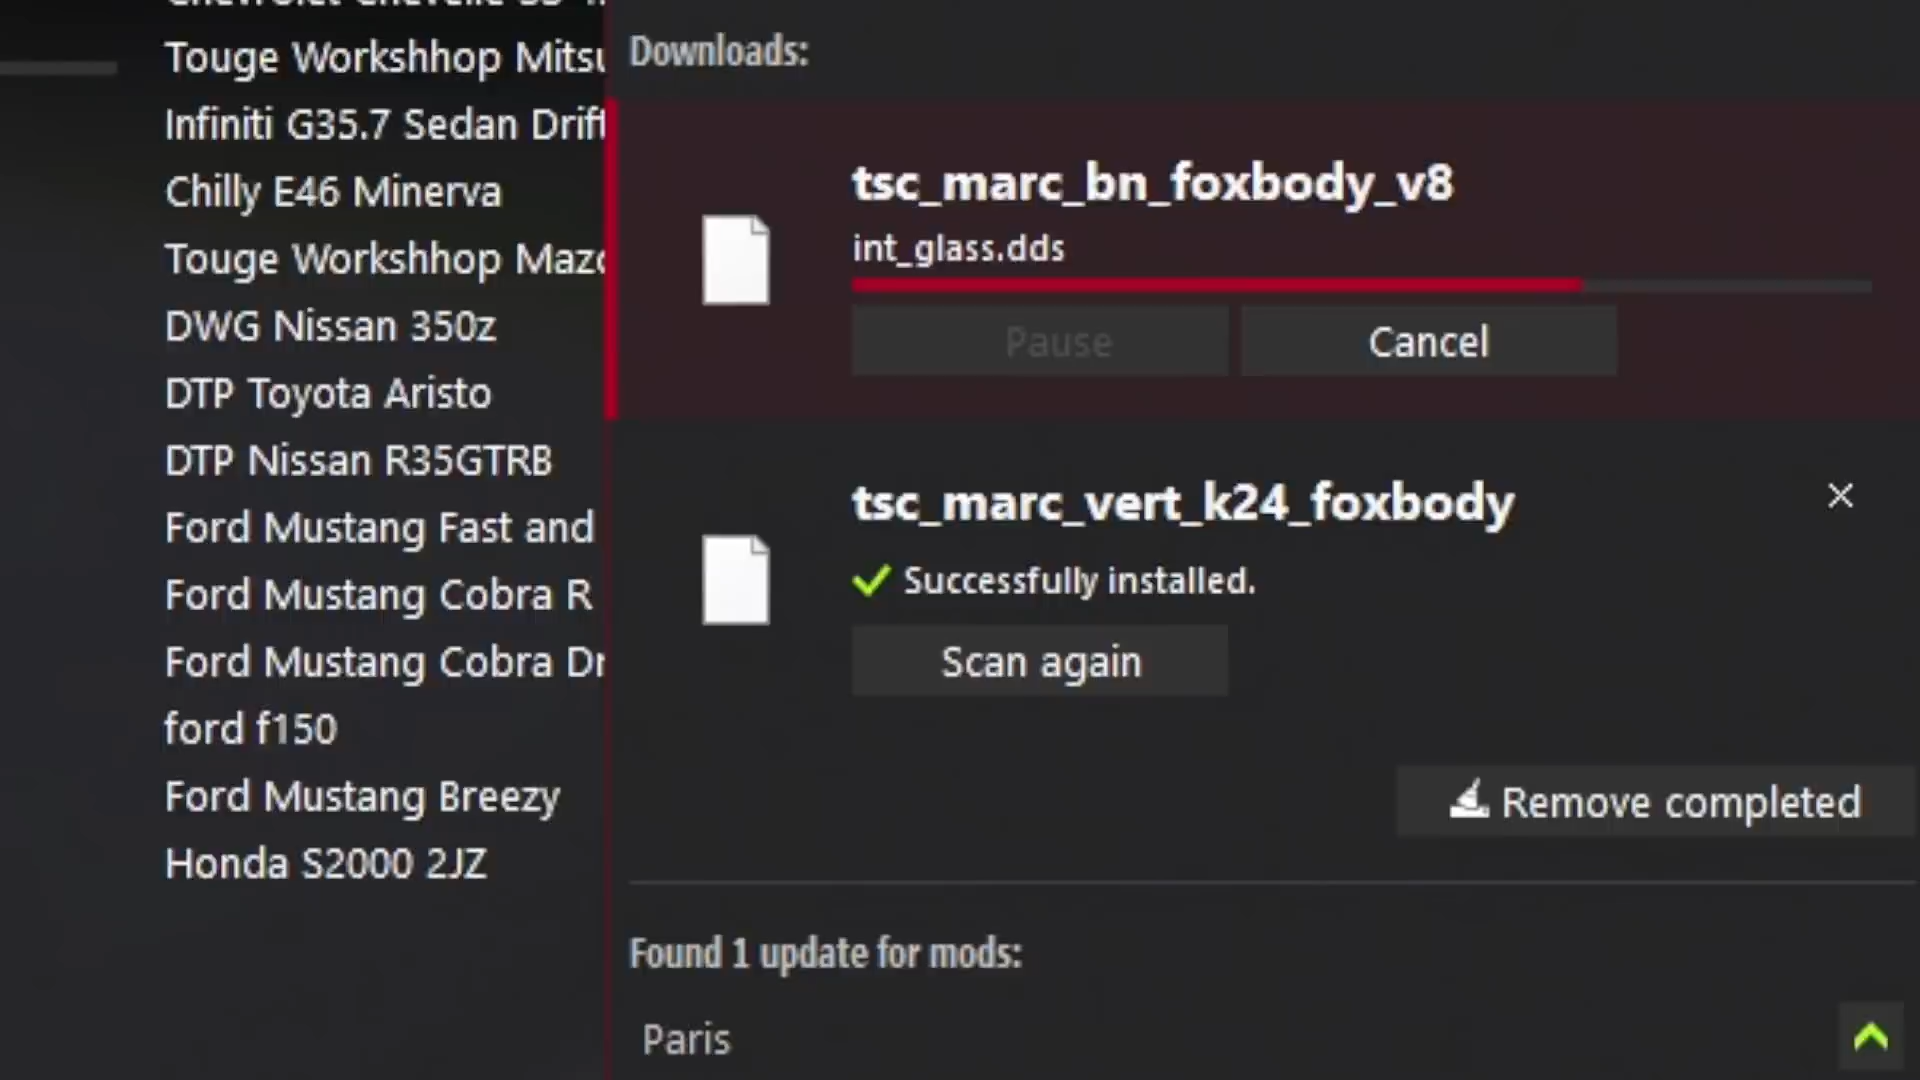 Touge Workshhop Mitsu
Infiniti G35.7 Sedan Drift
Chilly E46 Minerva
Touge Workshhop Mazd
DWG Nissan 350z
DTP Toyota Aristo
DTP Nissan R35GTRB
Ford Mustang Fast and
Ford Mustang Cobra R
Ford Mustang Cobra Dr
ford f150
Ford Mustang Breezy
Honda S2000 2JZ
Downloads:
tsc_marc_bn_foxbody_v8
int_glass.dds
Pause
Cancel
tsc_marc_vert_k24_foxbody
Successfully installed.
Scan again
Remove completed
Found 1 update for mods:
Paris